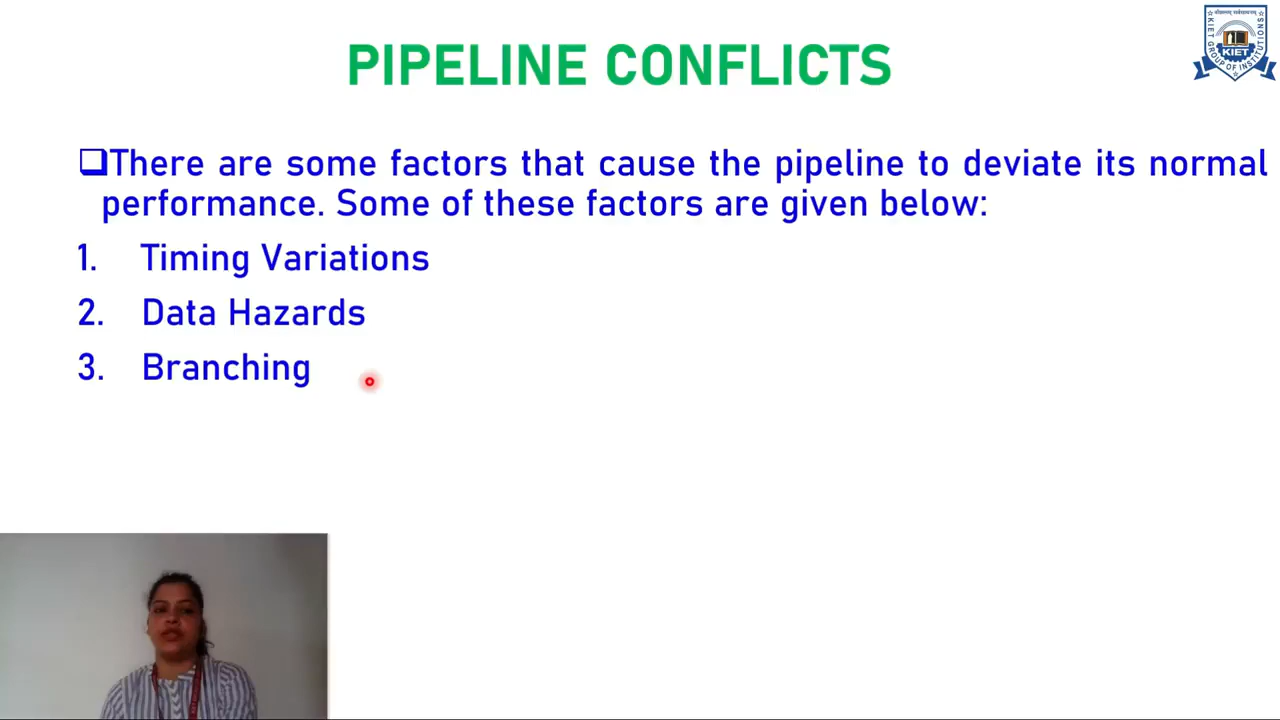 PIPELINE CONFLICTS
❑There are some factors that cause the pipeline to deviate its normal
performance. Some of these factors are given below:
1. Timing Variations
2. Data Hazards
3. Branching
KIET GROUP OF INSTITUTIONS
KIET